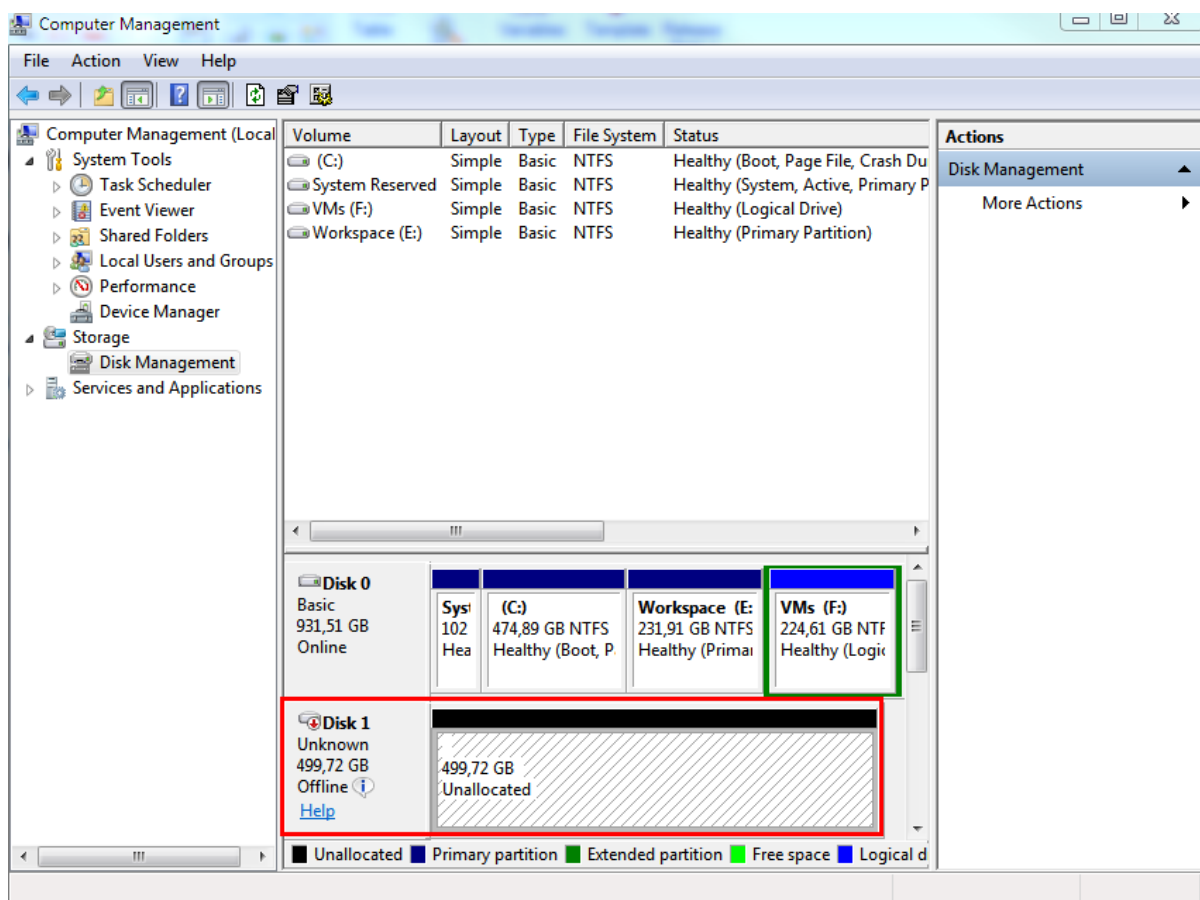 Computer Management
File Action View Help
Computer Management (Local
System Tools
Task Scheduler
Event Viewer
Shared Folders
Local Users and Groups
Performance
Device Manager
Storage
Disk Management
Services and Applications
Volume Layout Type File System Status
(C:) Simple Basic NTFS Healthy (Boot, Page File, Crash Du
System Reserved Simple Basic NTFS Healthy (System, Active, Primary P
VMs (F:) Simple Basic NTFS Healthy (Logical Drive)
Workspace (E:) Simple Basic NTFS Healthy (Primary Partition)
Disk 0
Basic
931,51 GB
Online
Syst
102
Hea
(C:)
474,89 GB NTFS
Healthy (Boot, P
Workspace (E:
231,91 GB NTFS
Healthy (Primar
VMs (F:)
224,61 GB NTF
Healthy (Logic
Disk 1
Unknown
499,72 GB
Offline
Help
499,72 GB
Unallocated
Unallocated Primary partition Extended partition Free space Logical d
Actions
Disk Management
More Actions